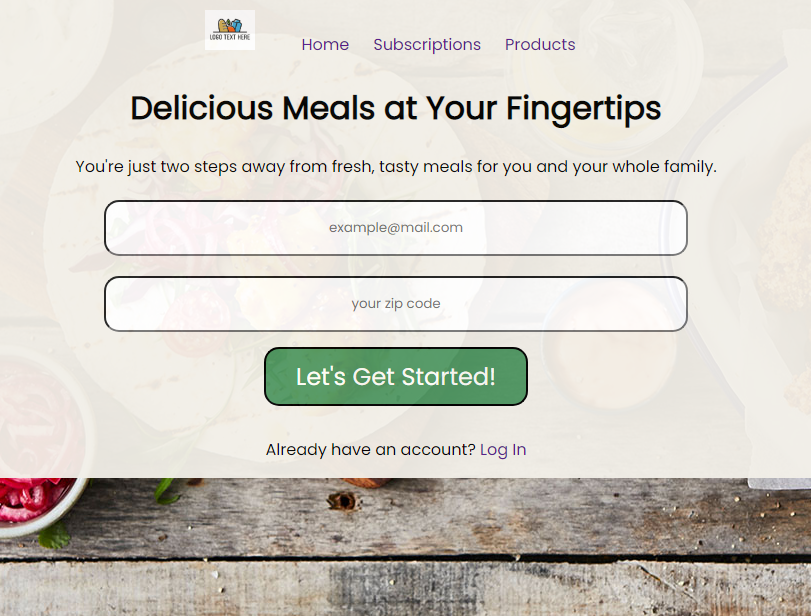 LOGO TEXT HERE
Home Subscriptions Products
Delicious Meals at Your Fingertips
You're just two steps away from fresh, tasty meals for you and your whole family.
example@mail.com
your zip code
Let's Get Started!
Already have an account? Log In